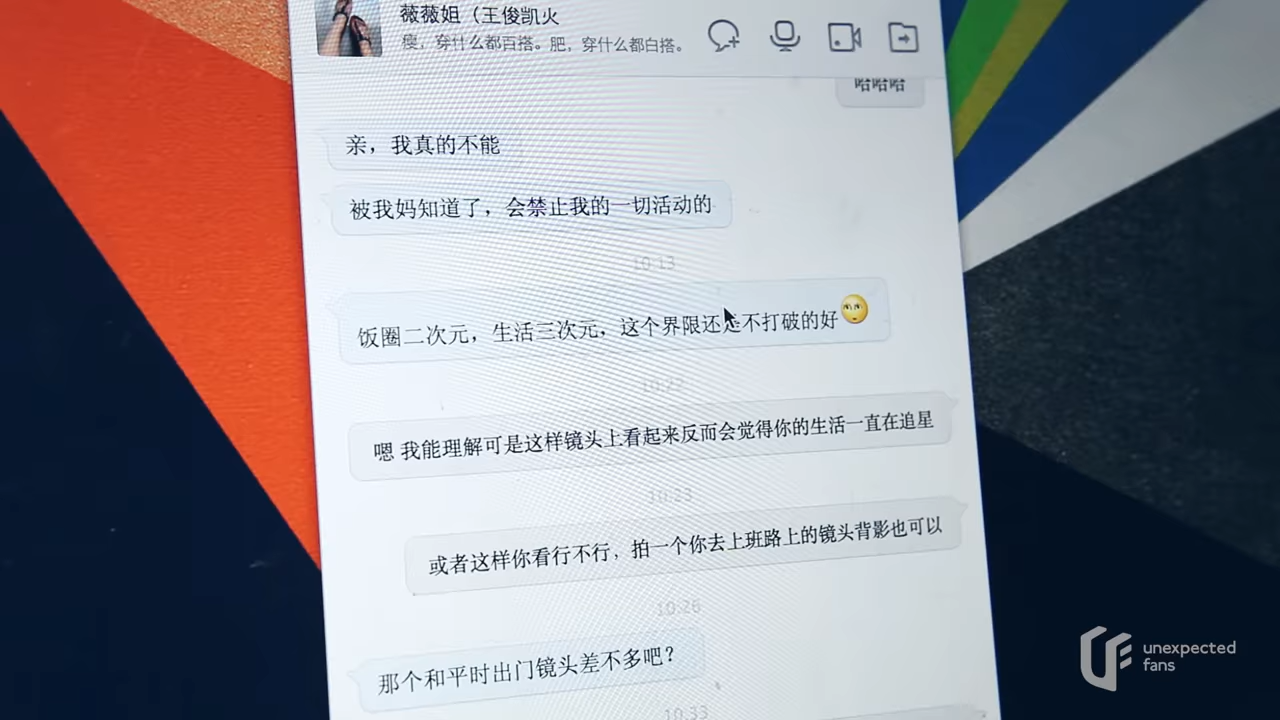 薇薇姐（王俊凯火
瘦，穿什么都百搭。肥，穿什么都白搭。
哈哈哈
亲，我真的不能
被我妈知道了，会禁止我的一切活动的
10:13
饭圈二次元，生活三次元，这个界限还是不打破的好
10:22
嗯 我能理解可是这样镜头上看起来反而会觉得你的生活一直在追星
10:23
或者这样你看行不行，拍一个你去上班路上的镜头背影也可以
10:26
那个和平时出门镜头差不多吧？
10:33
unexpected
fans